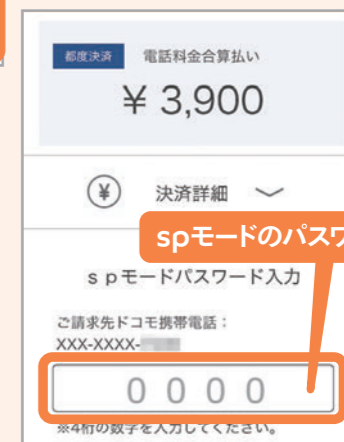 都度決済 電話料金合算払い
¥ 3,900
¥ 決済詳細
spモードのパスワ
spモードパスワード入力
ご請求先ドコモ携帯電話：
XXX-XXXX-
0 0 0 0
※4桁の数字を入力してください。